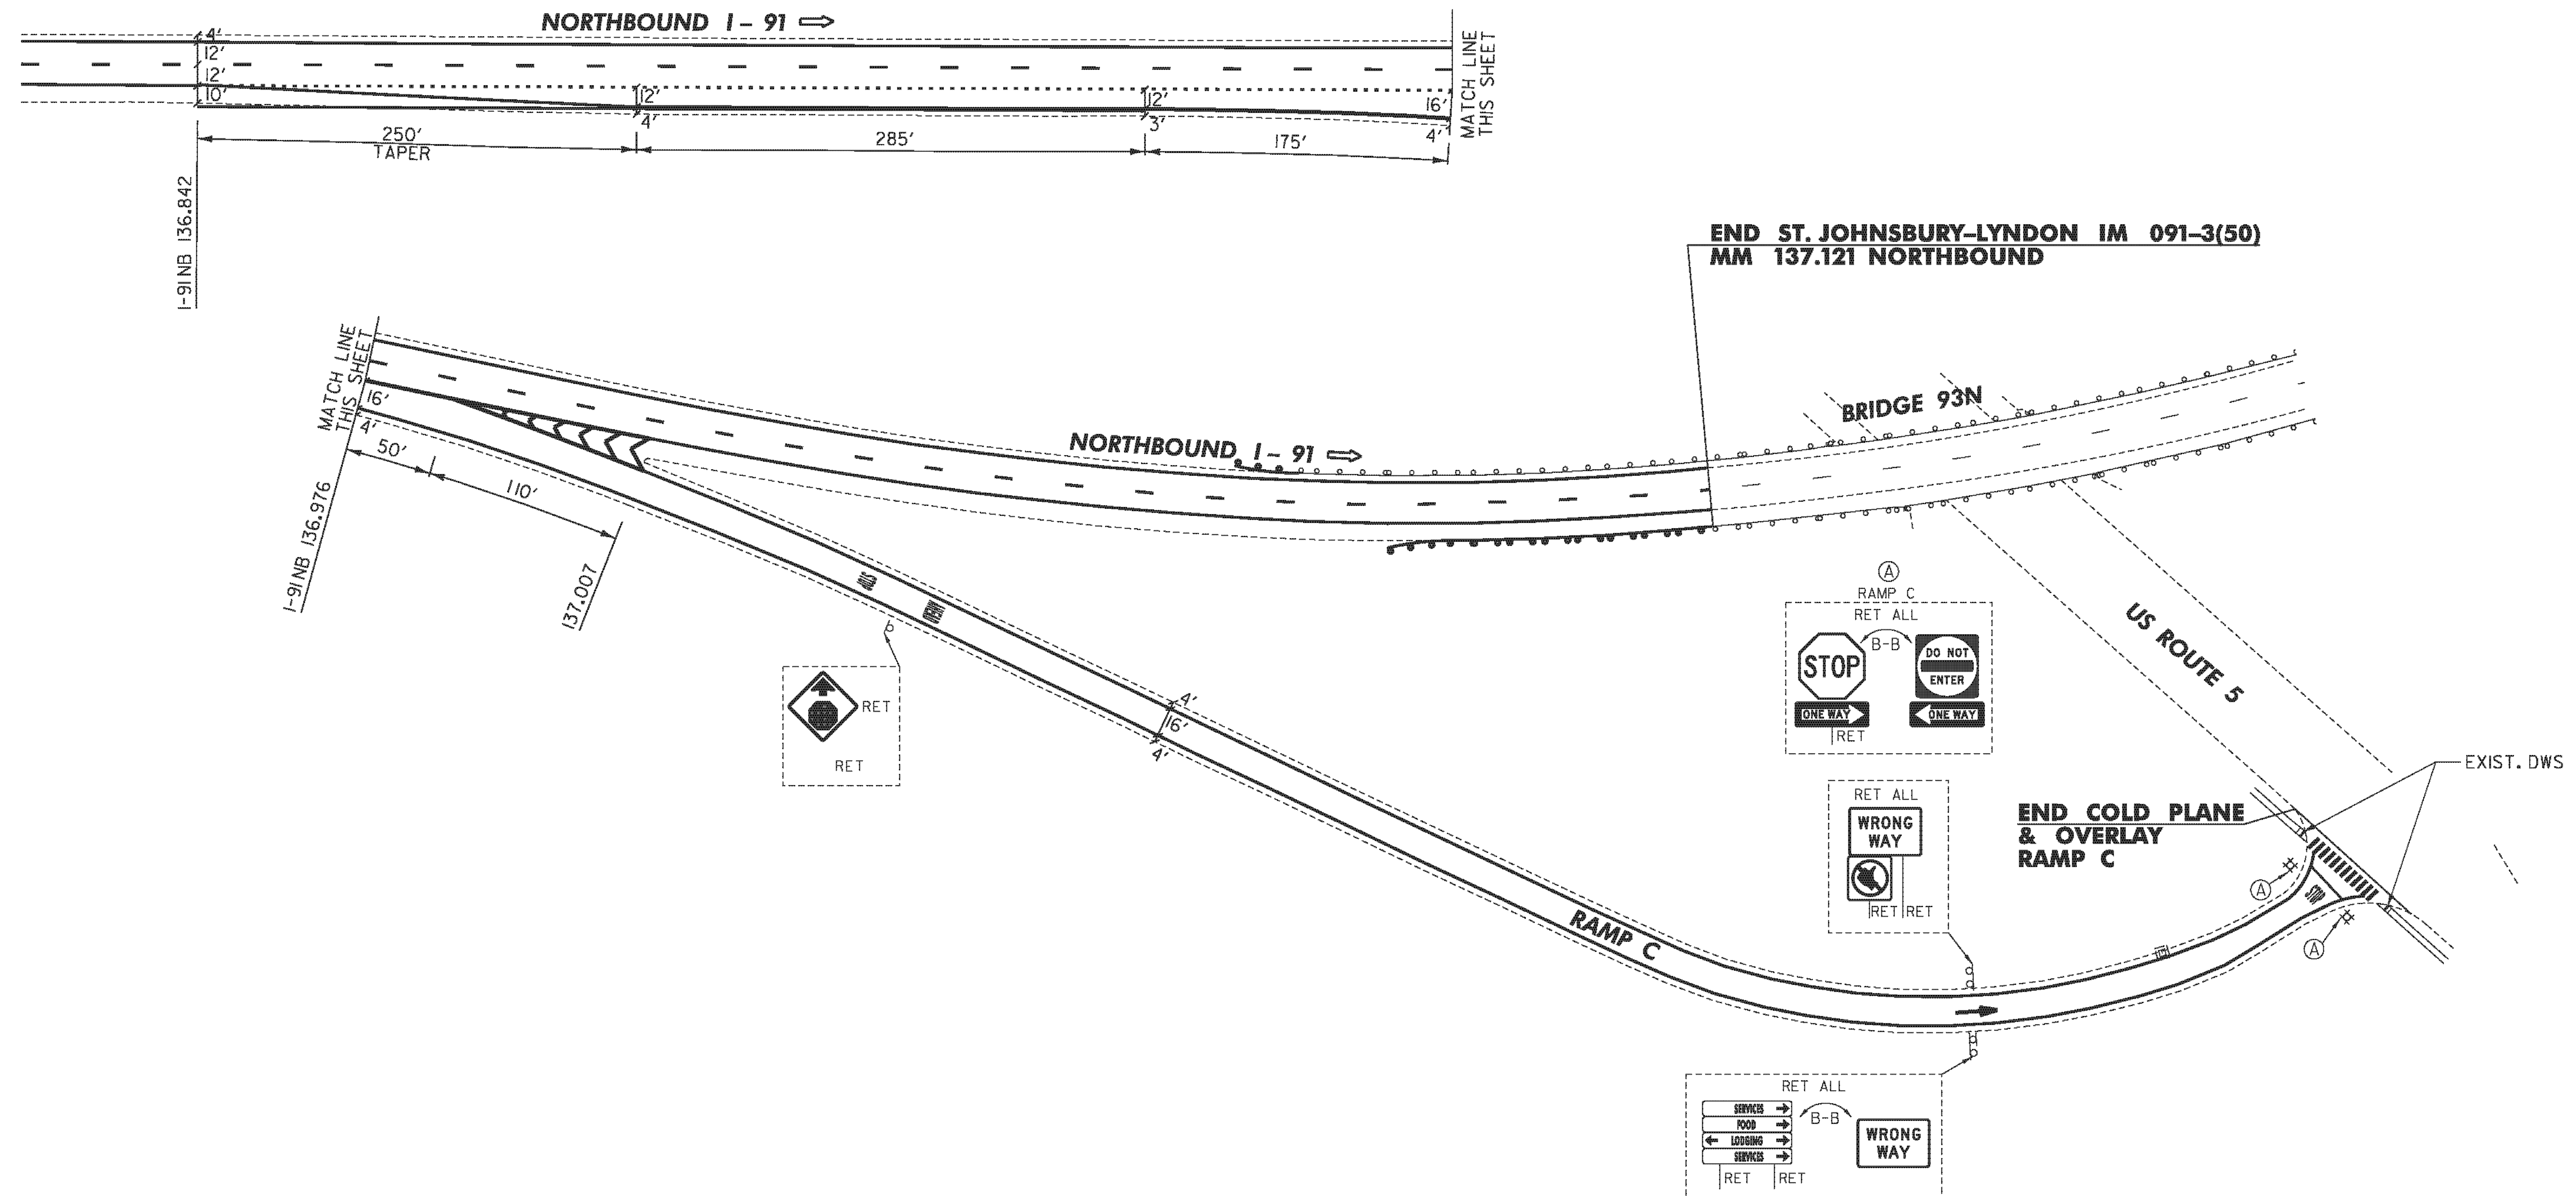 NORTHBOUND I-91
4'
12'
12'
10'
12'
4'
12'
3'
16'
4'
MATCH LINE
THIS SHEET
250'
TAPER
285'
175'
I-91NB 136.842
END ST. JOHNSBURY-LYNDON IM 091-3(50)
MM 137.121 NORTHBOUND
MATCH LINE
THIS SHEET
16'
4'
50'
110'
I-91NB 136.976
137.007
NORTHBOUND I-91
BRIDGE 93N
US ROUTE 5
A
RAMP C
RET ALL
STOP
B-B
DO NOT
ENTER
ONE WAY
ONE WAY
RET
RET
RET
4'
16'
4'
EXIST. DWS
RET ALL
WRONG
WAY
RET RET
END COLD PLANE
& OVERLAY
RAMP C
A
STOP
A
RAMP C
RET ALL
SERVICES
FOOD
LODGING
SERVICES
B-B
WRONG
WAY
RET RET